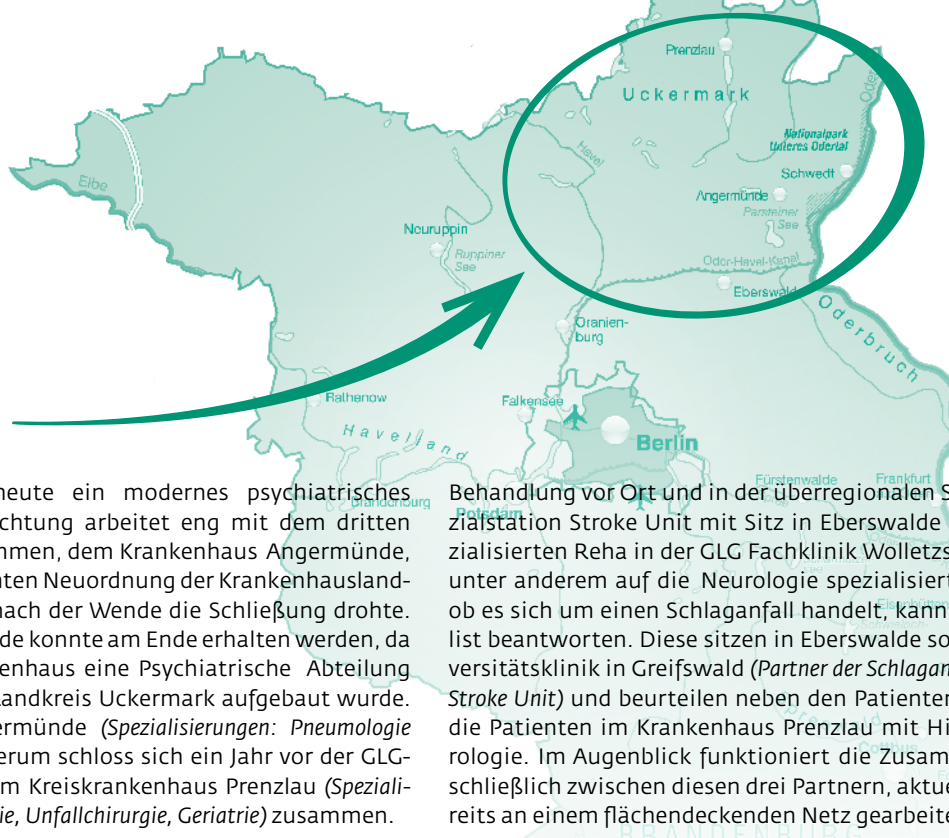 Prenzlau
Uckermark
Oder
Nationalpark
Unteres Odertal
Schwedt
Angermünde
Parsteiner
See
Havel
Elbe
Neuruppin
Ruppiner
See
Oder-Havel-Kanal
Eberswalde
Oderbruch
Oranien-
burg
Rathenow
Falkensee
Havelland
Berlin
Brandenburg
Potsdam
Fürstenwalde
Frankfurt
heute ein modernes psychiatrisches
chtung arbeitet eng mit dem dritten
mmen, dem Krankenhaus Angermünde,
nten Neuordnung der Krankenhausland-
nach der Wende die Schließung drohte.
de konnte am Ende erhalten werden, da
enhaus eine Psychiatrische Abteilung
Landkreis Uckermark aufgebaut wurde.
ermünde (Spezialisierungen: Pneumologie
erum schloss sich ein Jahr vor der GLG-
m Kreiskrankenhaus Prenzlau (Speziali-
ie, Unfallchirurgie, Geriatrie) zusammen.
Behandlung vor Ort und in der überregionalen S
zialstation Stroke Unit mit Sitz in Eberswalde
zialisierten Reha in der GLG Fachklinik Wolletzs
unter anderem auf die Neurologie spezialisiert
ob es sich um einen Schlaganfall handelt, kann
list beantworten. Diese sitzen in Eberswalde so
versitätsklinik in Greifswald (Partner der Schlagan
Stroke Unit) und beurteilen neben den Patienten
die Patienten im Krankenhaus Prenzlau mit Hi
rologie. Im Augenblick funktioniert die Zusam
schließlich zwischen diesen drei Partnern, aktue
reits an einem flächendeckenden Netz gearbeite
Spreewald
Cottbus
BRANDENBURG